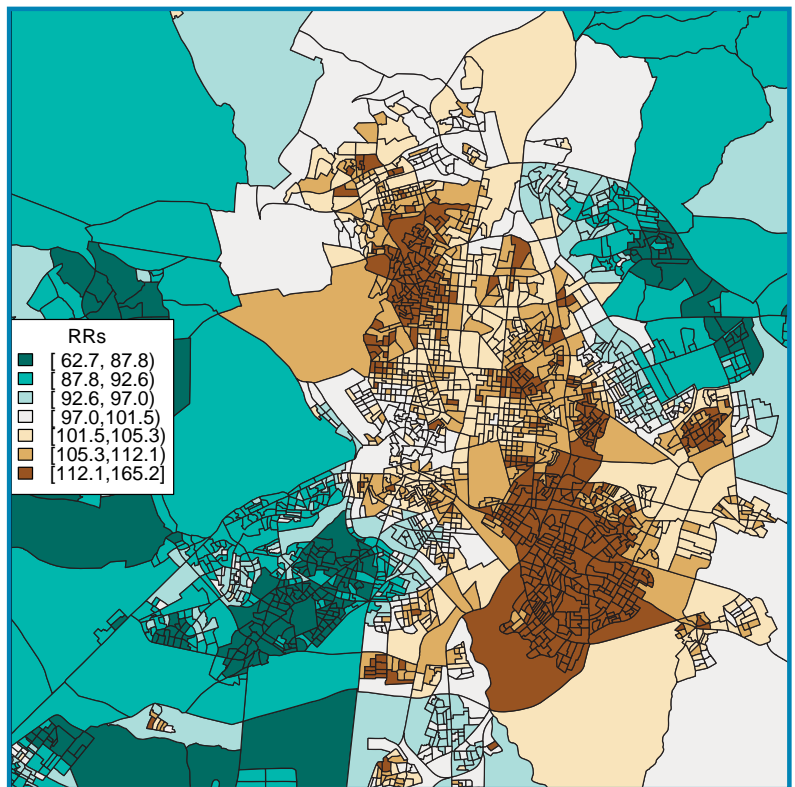 RRs
[ 62.7, 87.8)
[ 87.8, 92.6)
[ 92.6, 97.0)
[ 97.0,101.5)
[101.5,105.3)
[105.3,112.1)
[112.1,165.2]